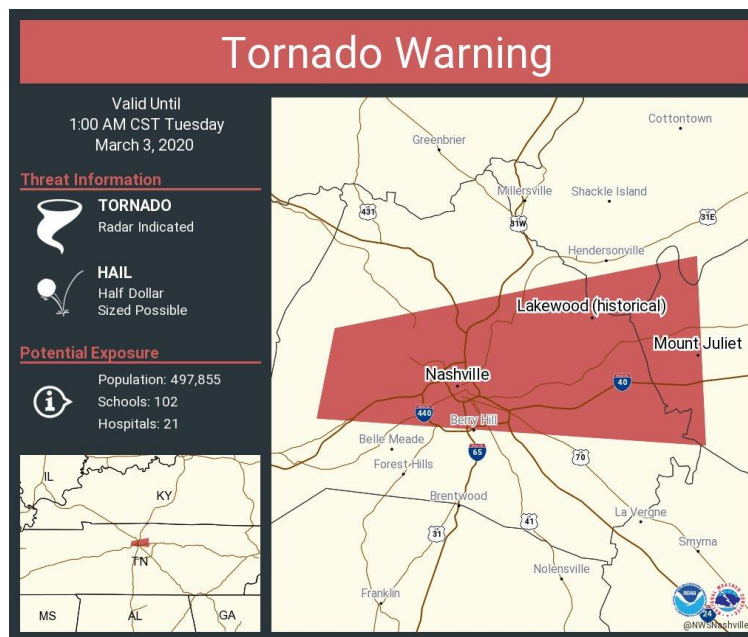 Tornado Warning
Valid Until
1:00 AM CST Tuesday
March 3, 2020
Threat Information
TORNADO
Radar Indicated
HAIL
Half Dollar
Sized Possible
Potential Exposure
Population: 497,855
Schools: 102
Hospitals: 21
IL
KY
TN
MS
AL
GA
Cottontown
Greenbrier
Millersville
Shackle Island
431
31W
31E
Hendersonville
Lakewood (historical)
Mount Juliet
Nashville
40
440
Berry Hill
Belle Meade
65
70
Forest Hills
Brentwood
La Vergne
31
41
Smyrna
Nolensville
Franklin
24
NOAA
@NWSNashville